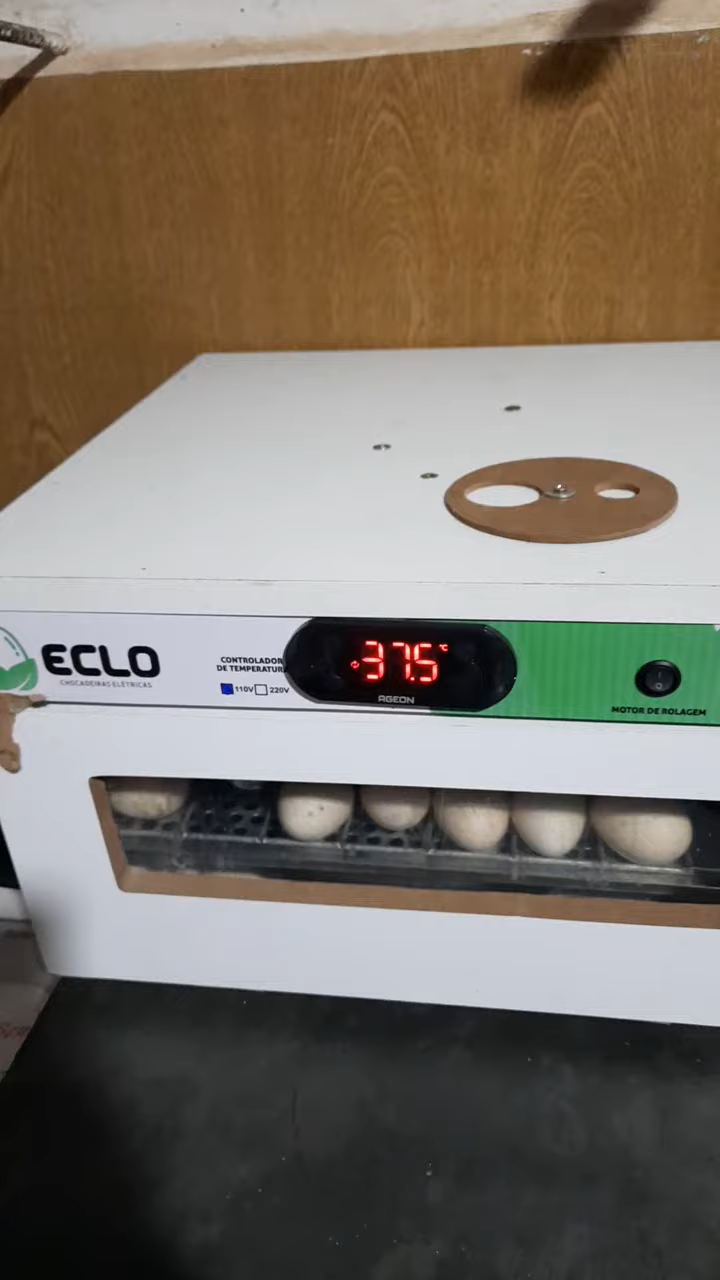 ECLO
CHOCADEIRAS ELÉTRICAS
CONTROLADOR
DE TEMPERATURA
110V 220V
37.5 °C
AGEON
MOTOR DE ROLAGEM